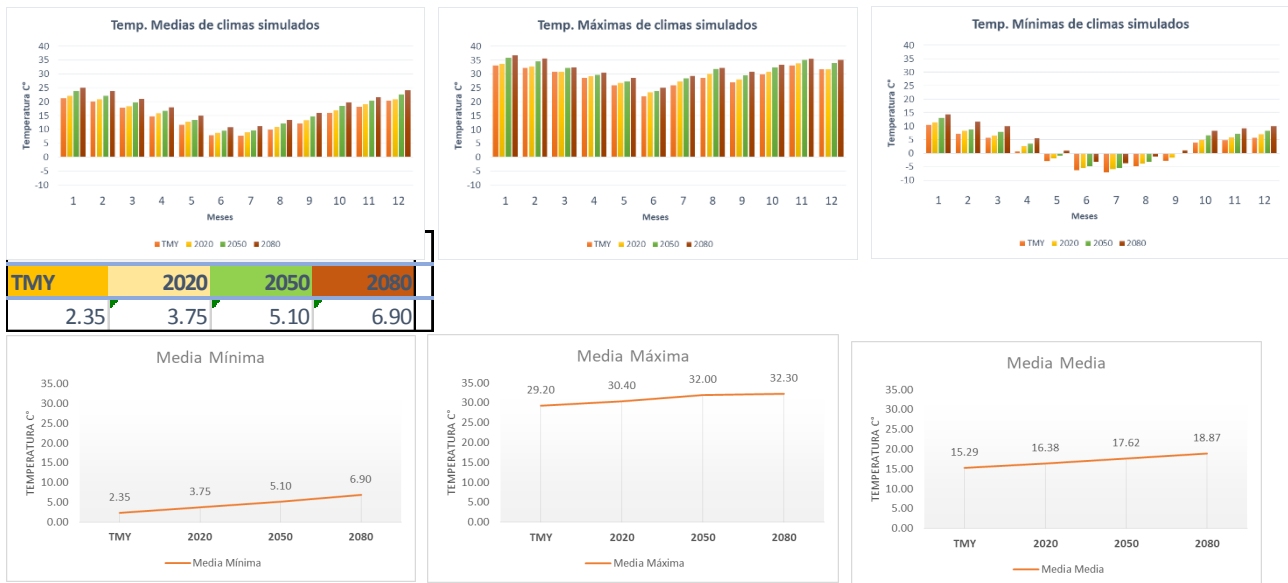 Temp. Medias de climas simulados
Temperatura C°
40
35
30
25
20
15
10
5
0
-5
-10
1 2 3 4 5 6 7 8 9 10 11 12
Meses
TMY 2020 2050 2080
Temp. Máximas de climas simulados
Temperatura C°
40
35
30
25
20
15
10
5
0
-5
-10
1 2 3 4 5 6 7 8 9 10 11 12
Meses
TMY 2020 2050 2080
Temp. Mínimas de climas simulados
Temperatura C°
40
35
30
25
20
15
10
5
0
-5
-10
1 2 3 4 5 6 7 8 9 10 11 12
Meses
TMY 2020 2050 2080
TMY 2020 2050 2080
2.35 3.75 5.10 6.90
Media Mínima
TEMPERATURA C°
35.00
30.00
25.00
20.00
15.00
10.00
5.00
0.00
2.35 3.75 5.10 6.90
TMY 2020 2050 2080
Media Mínima
Media Máxima
TEMPERATURA C°
35.00
30.00
25.00
20.00
15.00
10.00
5.00
0.00
29.20 30.40 32.00 32.30
TMY 2020 2050 2080
Media Máxima
Media Media
TEMPERATURA C°
35.00
30.00
25.00
20.00
15.00
10.00
5.00
0.00
15.29 16.38 17.62 18.87
TMY 2020 2050 2080
Media Media